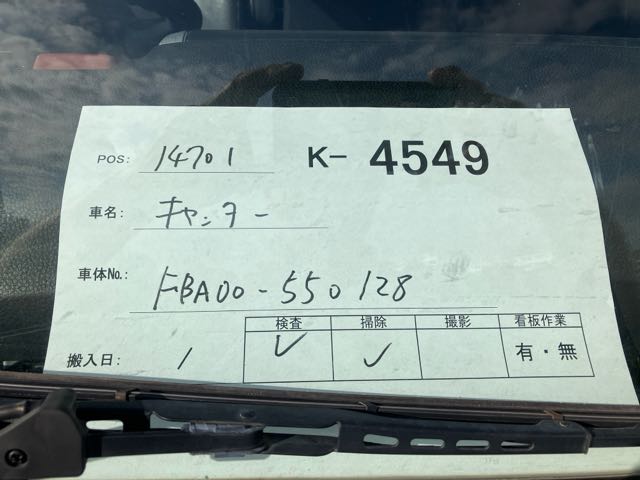 POS: 14701 K- 4549
車名: キャンター
車体No.: FBA00-550128
検査 掃除 撮影 看板作業
搬入日: 1 ✓ ✓ 有・無